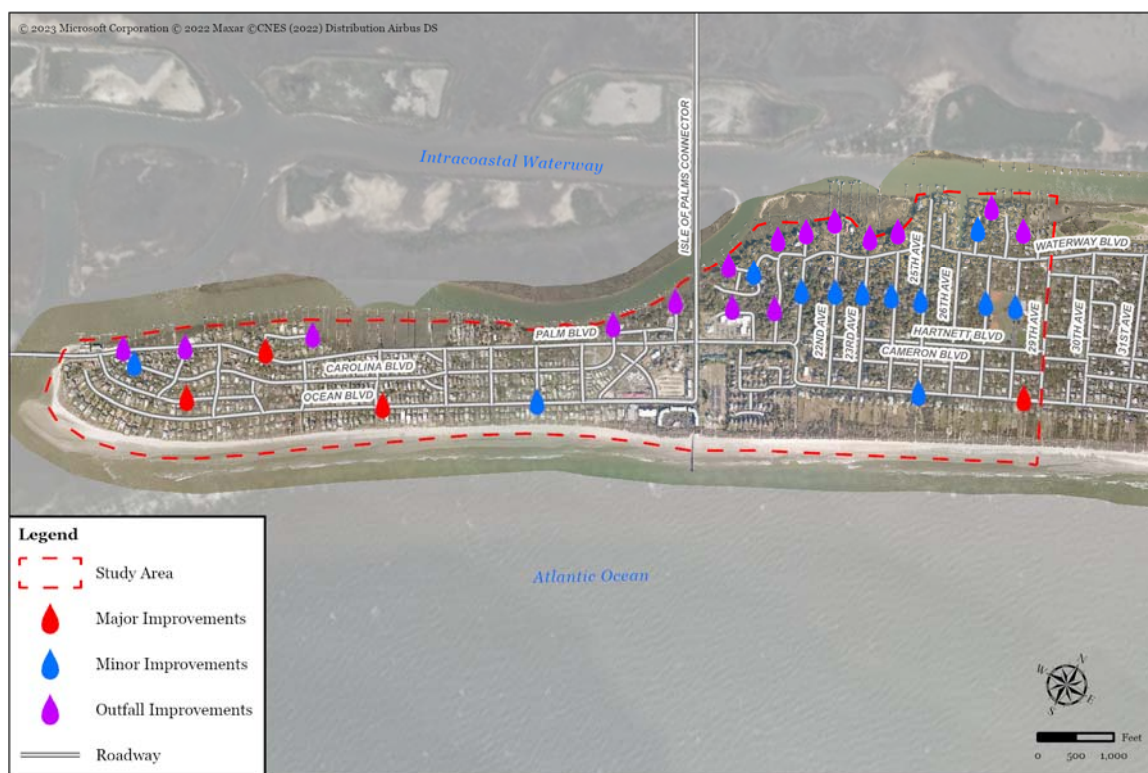 © 2023 Microsoft Corporation © 2022 Maxar ©CNES (2022) Distribution Airbus DS
Intracoastal Waterway
ISLE OF PALMS CONNECTOR
WATERWAY BLVD
25TH AVE
26TH AVE
22ND AVE
23RD AVE
29TH AVE
30TH AVE
31ST AVE
PALM BLVD
HARTNETT BLVD
CAMERON BLVD
CAROLINA BLVD
OCEAN BLVD
Atlantic Ocean
Legend
Study Area
Major Improvements
Minor Improvements
Outfall Improvements
Roadway
N
W
E
S
Feet
0 500 1,000